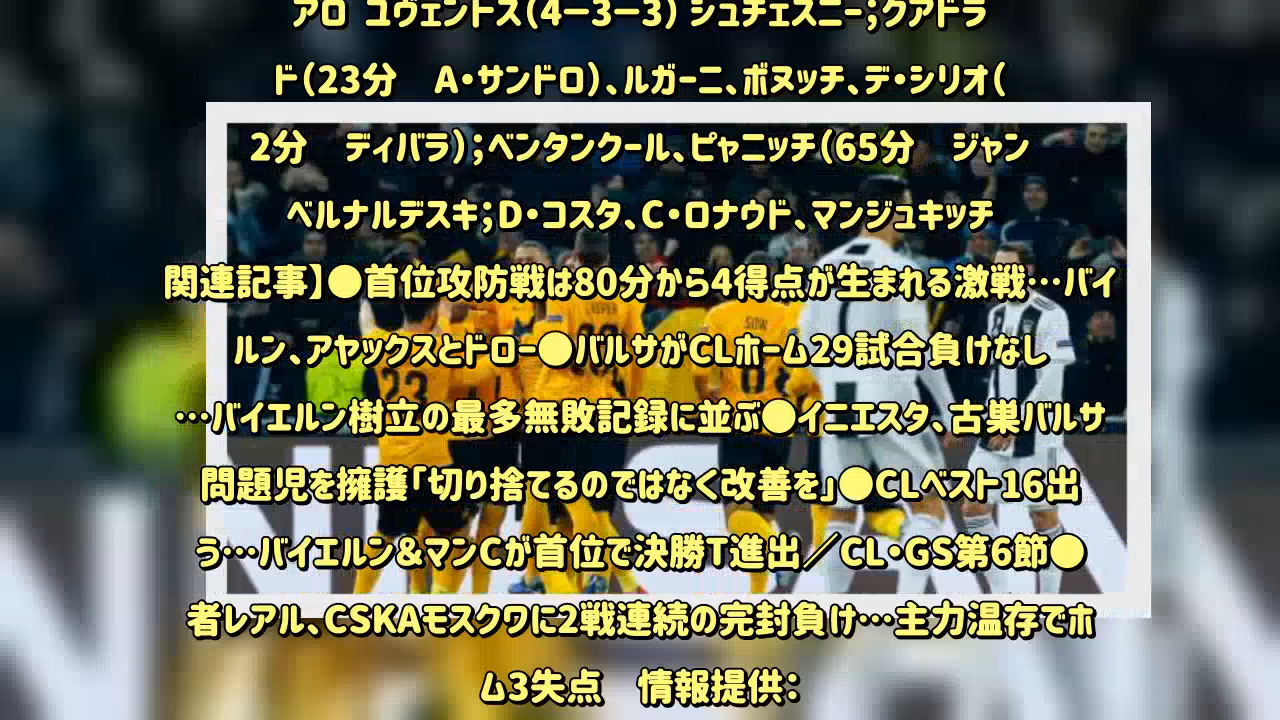 アロ ユヴェントス(4－3－3) シュチェスニー;クアドラ
ド(23分　A・サンドロ)、ルガーニ、ボヌッチ、デ・シリオ(
2分　ディバラ);ベンタンクール、ピャニッチ(65分　ジャン
ベルナルデスキ;D・コスタ、C・ロナウド、マンジュキッチ
関連記事】●首位攻防戦は80分から4得点が生まれる激戦…バイ
ルン、アヤックスとドロー●バルサがCLホーム29試合負けなし
…バイエルン樹立の最多無敗記録に並ぶ●イニエスタ、古巣バルサ
問題児を擁護「切り捨てるのではなく改善を」●CLベスト16出
う…バイエルン&マンCが首位で決勝T進出／CL・GS第6節●
者レアル、CSKAモスクワに2戦連続の完封負け…主力温存でホ
ム3失点　情報提供：
SOW